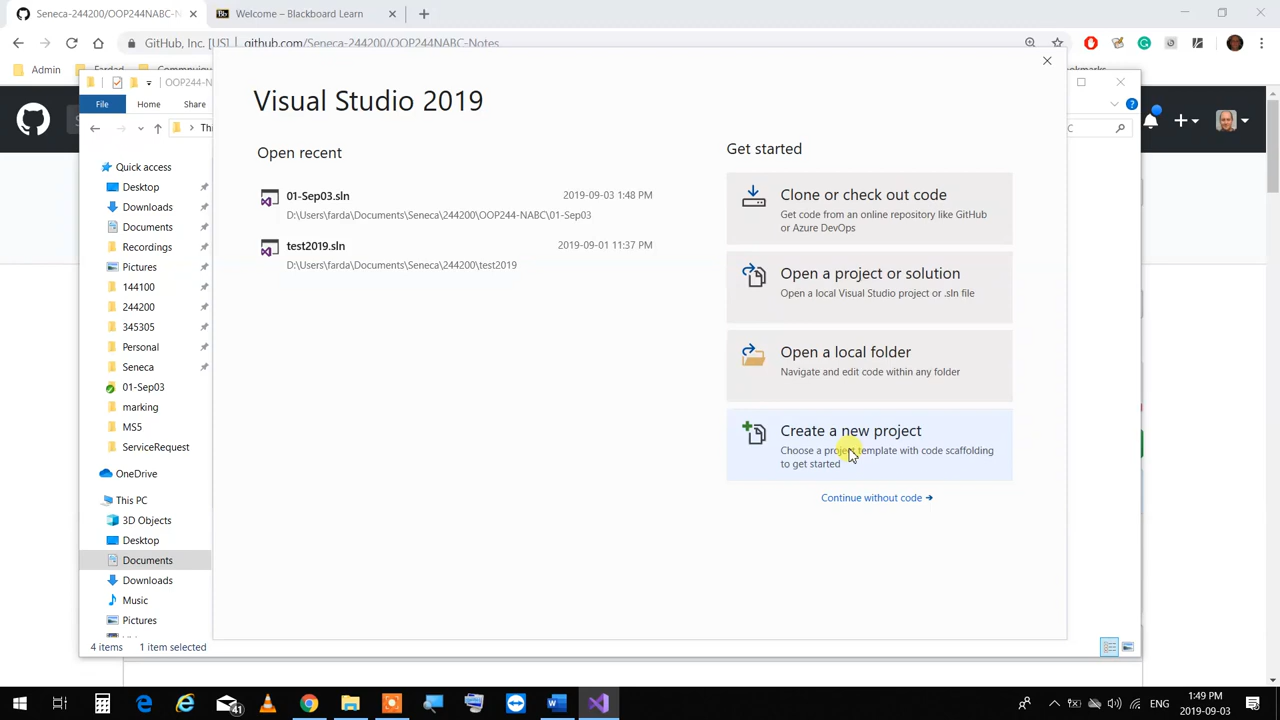 Seneca-244200/OOP244NABC-N
Welcome – Blackboard Learn
GitHub, Inc. [US]
github.com/Seneca-244200/OOP244NABC-Notes
Admin
OOP244-N
File
Home
Share
Quick access
Desktop
Downloads
Documents
Recordings
Pictures
144100
244200
345305
Personal
Seneca
01-Sep03
marking
MS5
ServiceRequest
OneDrive
This PC
3D Objects
Desktop
Documents
Downloads
Music
Pictures
4 items
1 item selected
Visual Studio 2019
Open recent
01-Sep03.sln
2019-09-03 1:48 PM
D:\Users\farda\Documents\Seneca\244200\OOP244-NABC\01-Sep03
test2019.sln
2019-09-01 11:37 PM
D:\Users\farda\Documents\Seneca\244200\test2019
Get started
Clone or check out code
Get code from an online repository like GitHub
or Azure DevOps
Open a project or solution
Open a local Visual Studio project or .sln file
Open a local folder
Navigate and edit code within any folder
Create a new project
Choose a project template with code scaffolding
to get started
Continue without code
41
ENG
1:49 PM
2019-09-03